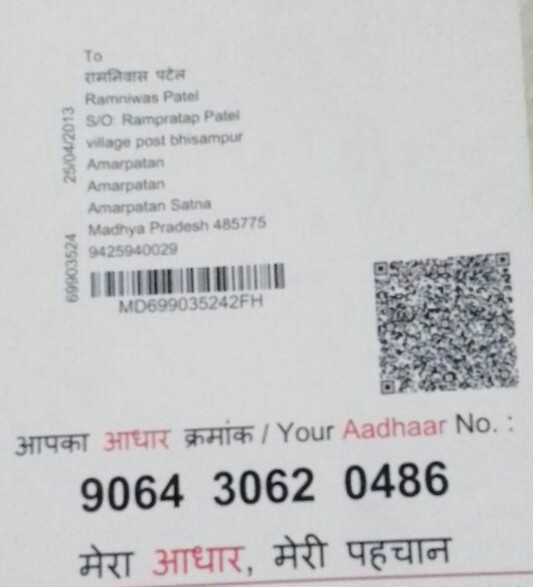 To
रामनिवास पटेल
Ramniwas Patel
S/O: Rampratap Patel
village post bhisampur
Amarpatan
Amarpatan
Amarpatan Satna
Madhya Pradesh 485775
9425940029
25/04/2013
69903524
MD699035242FH
आपका आधार क्रमांक / Your Aadhaar No. :
9064 3062 0486
मेरा आधार, मेरी पहचान